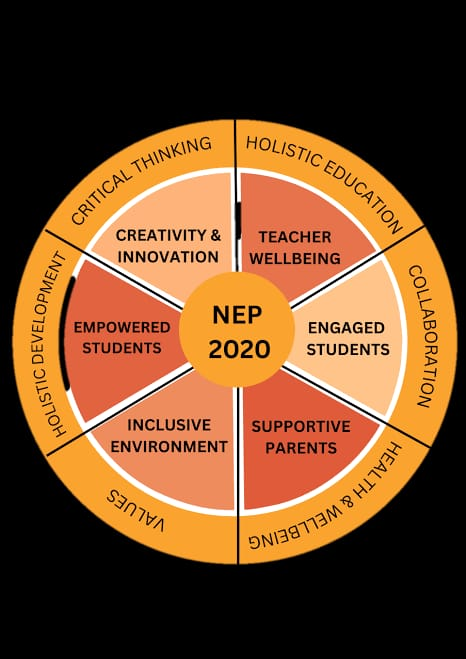 CRITICAL THINKING
HOLISTIC EDUCATION
COLLABORATION
HEALTH & WELLBEING
VALUES
HOLISTIC DEVELOPMENT
CREATIVITY &
INNOVATION
TEACHER
WELLBEING
EMPOWERED
STUDENTS
NEP
2020
ENGAGED
STUDENTS
INCLUSIVE
ENVIRONMENT
SUPPORTIVE
PARENTS